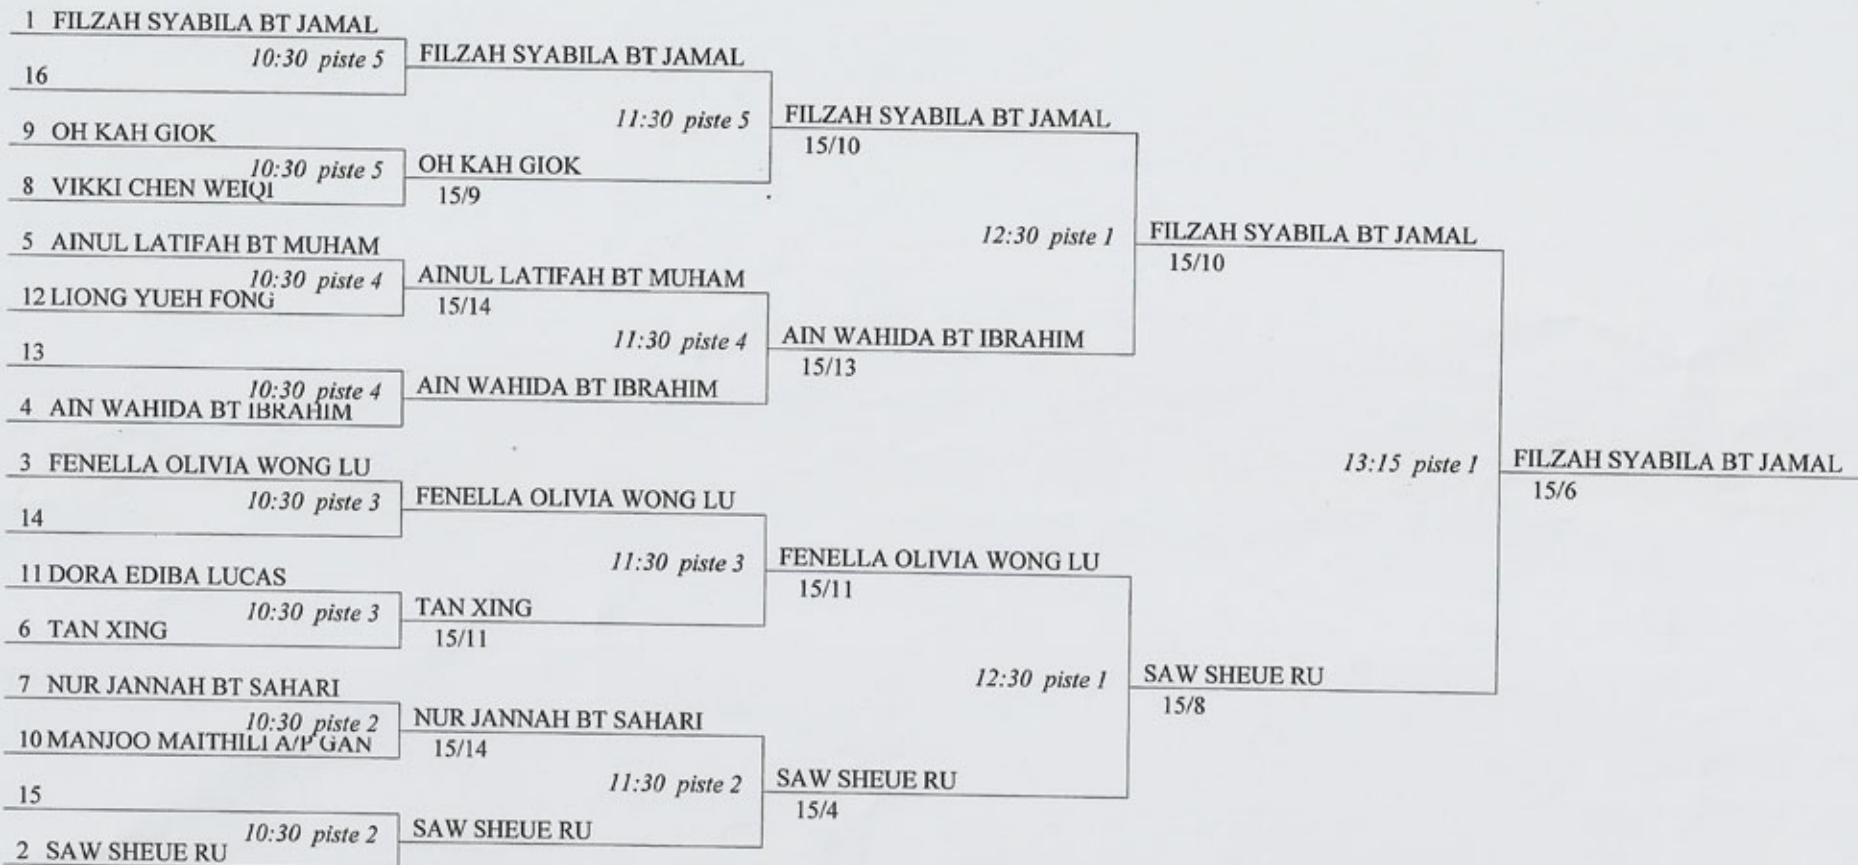 1 FILZAH SYABILA BT JAMAL
10:30 piste 5
16
FILZAH SYABILA BT JAMAL
9 OH KAH GIOK
10:30 piste 5
8 VIKKI CHEN WEIQI
OH KAH GIOK
15/9
11:30 piste 5
FILZAH SYABILA BT JAMAL
15/10
5 AINUL LATIFAH BT MUHAM
10:30 piste 4
12 LIONG YUEH FONG
AINUL LATIFAH BT MUHAM
15/14
13
10:30 piste 4
4 AIN WAHIDA BT IBRAHIM
AIN WAHIDA BT IBRAHIM
11:30 piste 4
AIN WAHIDA BT IBRAHIM
15/13
12:30 piste 1
FILZAH SYABILA BT JAMAL
15/10
3 FENELLA OLIVIA WONG LU
10:30 piste 3
14
FENELLA OLIVIA WONG LU
11 DORA EDIBA LUCAS
10:30 piste 3
6 TAN XING
TAN XING
15/11
11:30 piste 3
FENELLA OLIVIA WONG LU
15/11
7 NUR JANNAH BT SAHARI
10:30 piste 2
10 MANJOO MAITHILI A/P GAN
NUR JANNAH BT SAHARI
15/14
15
10:30 piste 2
2 SAW SHEUE RU
SAW SHEUE RU
11:30 piste 2
SAW SHEUE RU
15/4
12:30 piste 1
SAW SHEUE RU
15/8
13:15 piste 1
FILZAH SYABILA BT JAMAL
15/6